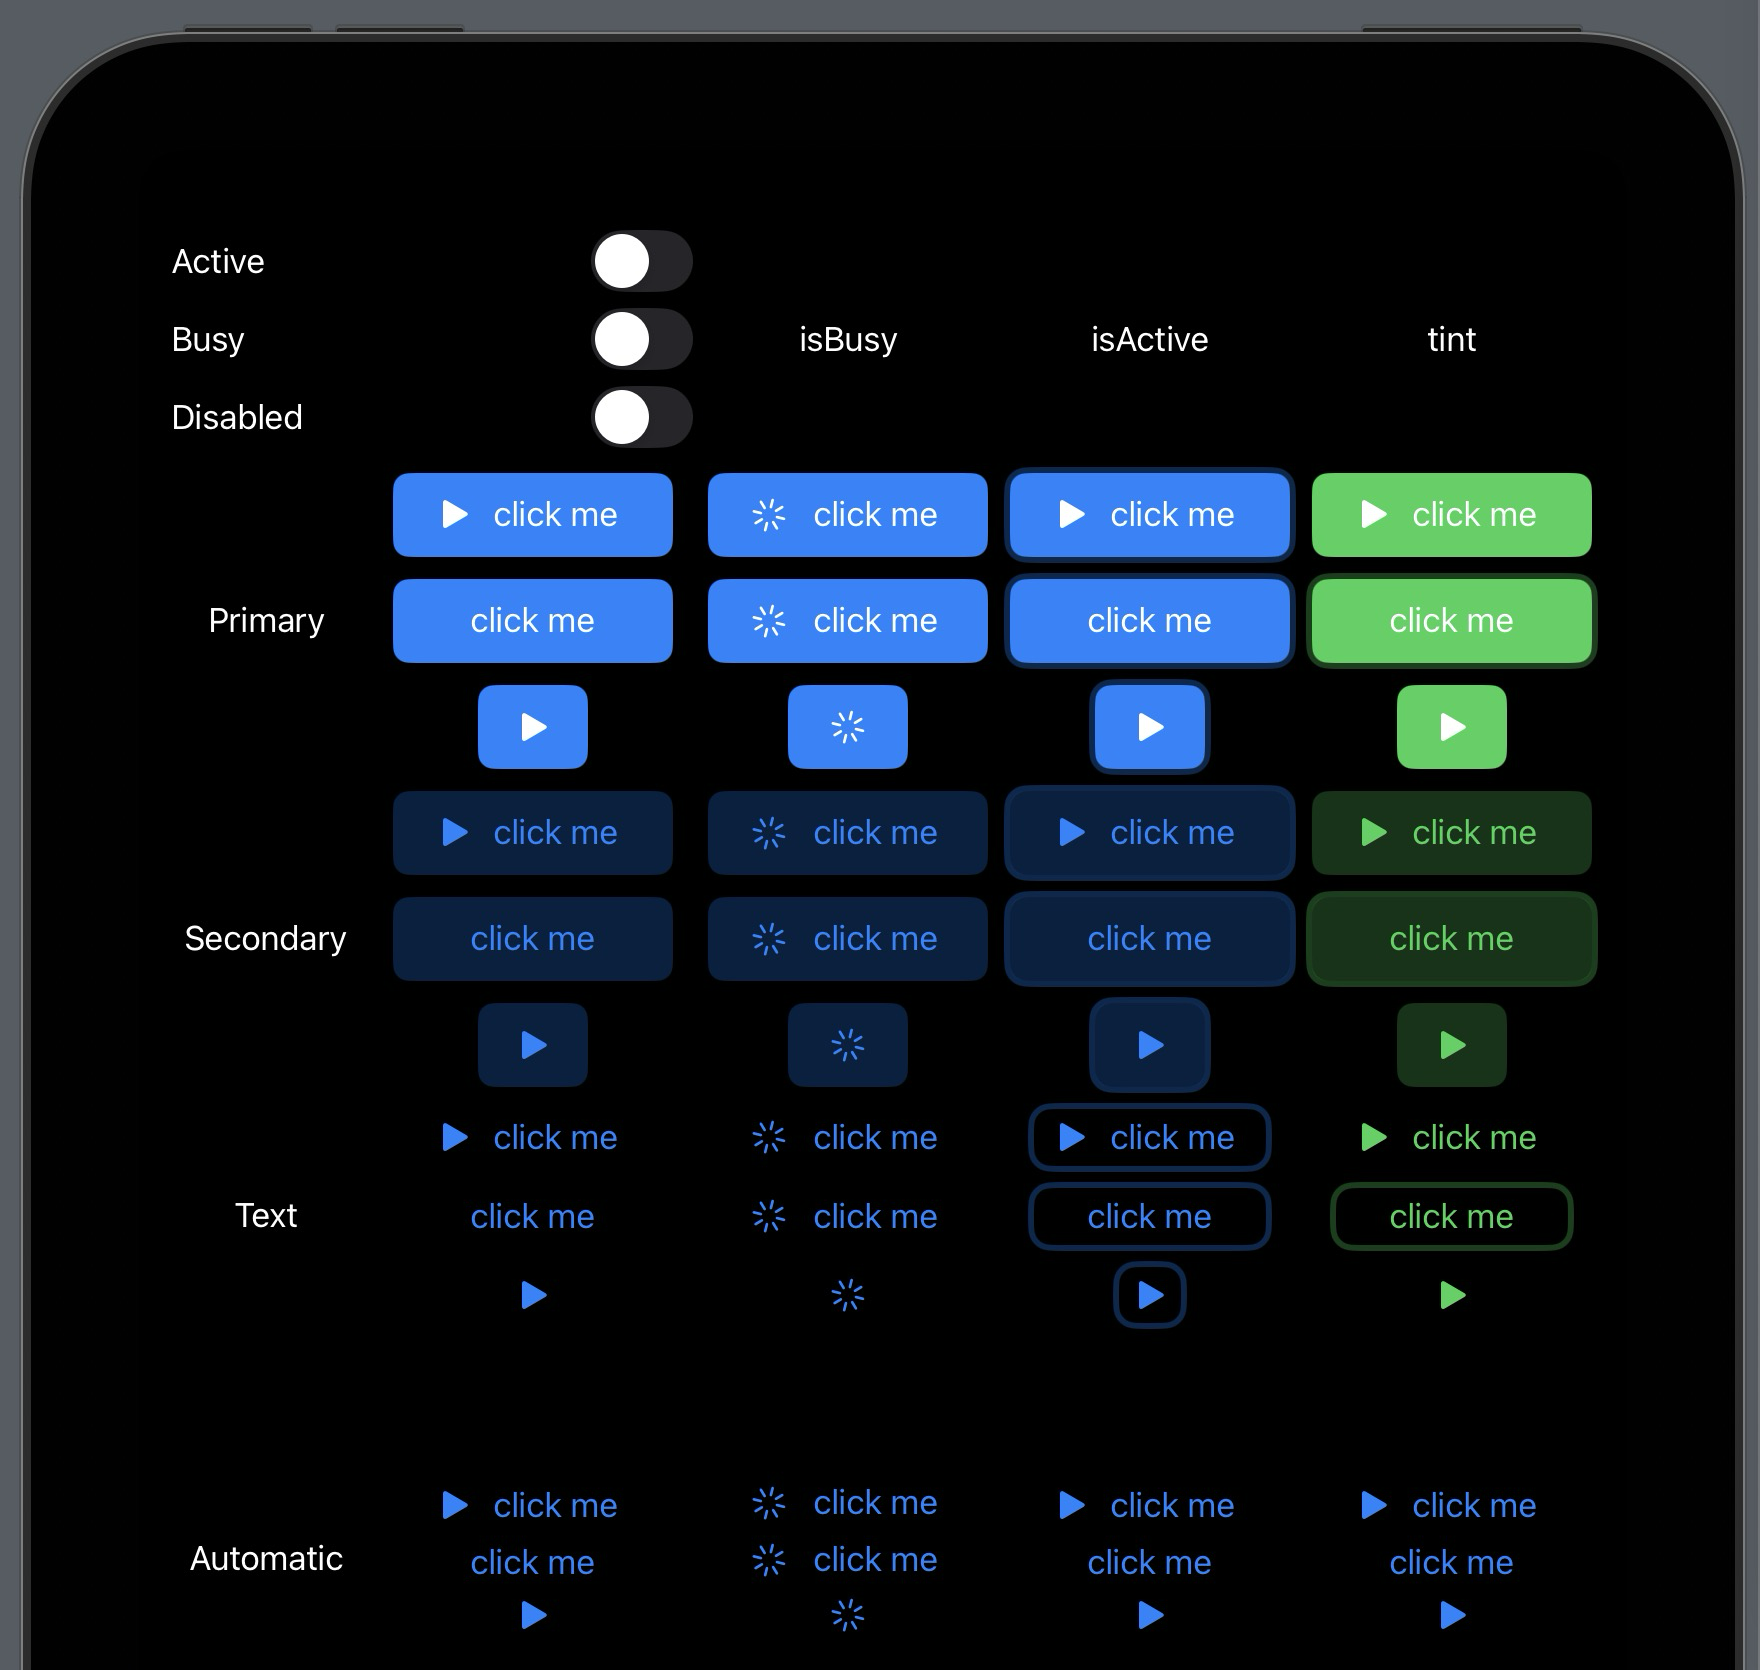 Active
Busy isBusy isActive tint
Disabled
click me click me click me click me
Primary click me click me click me click me
click me click me click me click me
Secondary click me click me click me click me
click me click me click me click me
Text click me click me click me click me
click me click me click me click me
Automatic click me click me click me click me